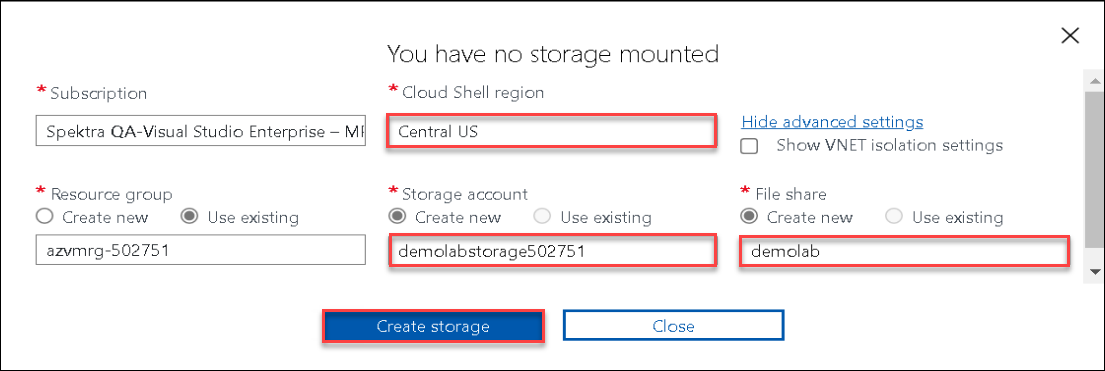 You have no storage mounted
* Subscription
* Cloud Shell region
Spektra QA-Visual Studio Enterprise – MP
Central US
Hide advanced settings
Show VNET isolation settings
* Resource group
* Storage account
* File share
Create new Use existing
Create new Use existing
Create new Use existing
azvmrg-502751
demolabstorage502751
demolab
Create storage
Close